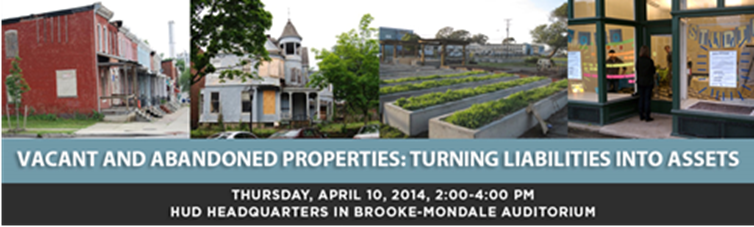 VACANT AND ABANDONED PROPERTIES: TURNING LIABILITIES INTO ASSETS
THURSDAY, APRIL 10, 2014, 2:00-4:00 PM
HUD HEADQUARTERS IN BROOKE-MONDALE AUDITORIUM